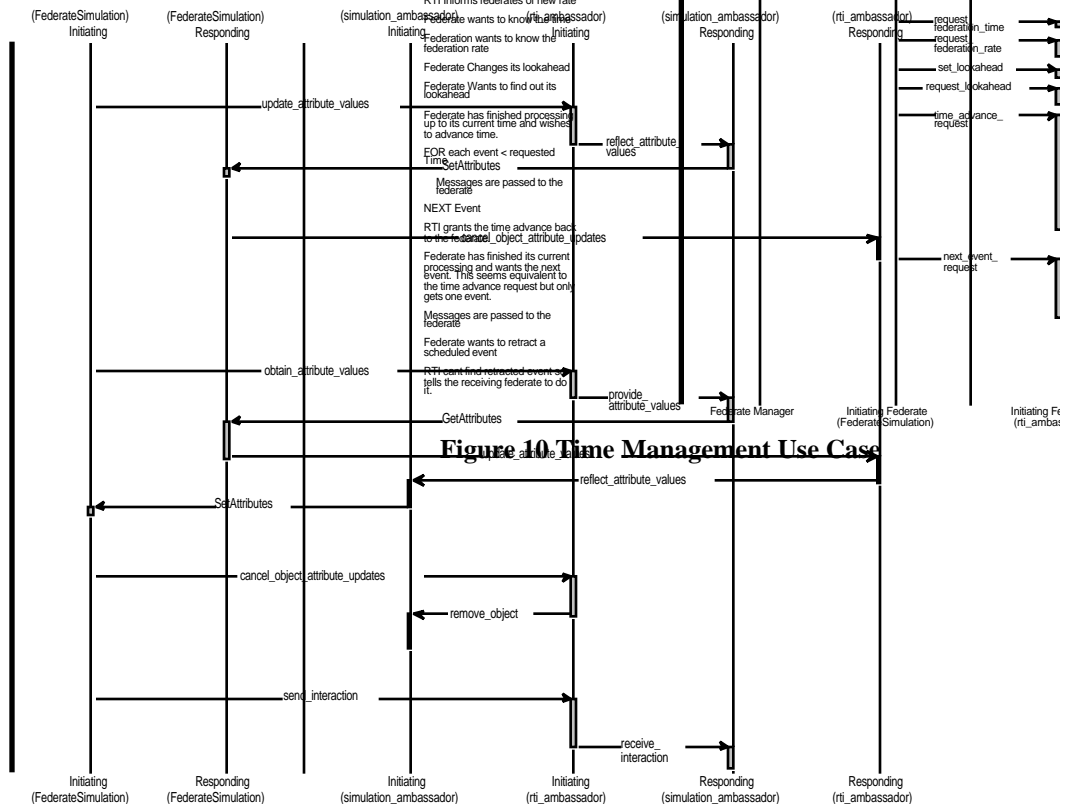 RTI informs federates of new rate
(FederateSimulation)
Initiating
(FederateSimulation)
Responding
(simulation_ambassador)
Initiating
(rti_ambassador)
Initiating
(simulation_ambassador)
Responding
(rti_ambassador)
Responding
Federate wants to know the time
Federation wants to know the
federation rate
Federate Changes its lookahead
Federate Wants to find out its
lookahead
Federate has finished processing
up to its current time and wishes
to advance time.
FOR each event < requested
Time
Messages are passed to the
federate
NEXT Event
RTI grants the time advance back
to the federate.
Federate has finished its current
processing and wants the next
event. This seems equivalent to
the time advance request but only
gets one event.
Messages are passed to the
federate
Federate wants to retract a
scheduled event
RTI cant find retracted event so
tells the receiving federate to do
it.
request_
federation_time
request_
federation_rate
set_lookahead
request_lookahead
time_advance_
request
next_event_
request
update_attribute_values
reflect_attribute_
values
SetAttributes
cancel_object_attribute_updates
obtain_attribute_values
provide_
attribute_values
Federate Manager
Initiating Federate
(FederateSimulation)
Initiating Fe
(rti_ambas
GetAttributes
Figure 10 Time Management Use Case
update_attribute_values
reflect_attribute_values
SetAttributes
cancel_object_attribute_updates
remove_object
send_interaction
receive_
interaction
Initiating
(FederateSimulation)
Responding
(FederateSimulation)
Initiating
(simulation_ambassador)
Initiating
(rti_ambassador)
Responding
(simulation_ambassador)
Responding
(rti_ambassador)